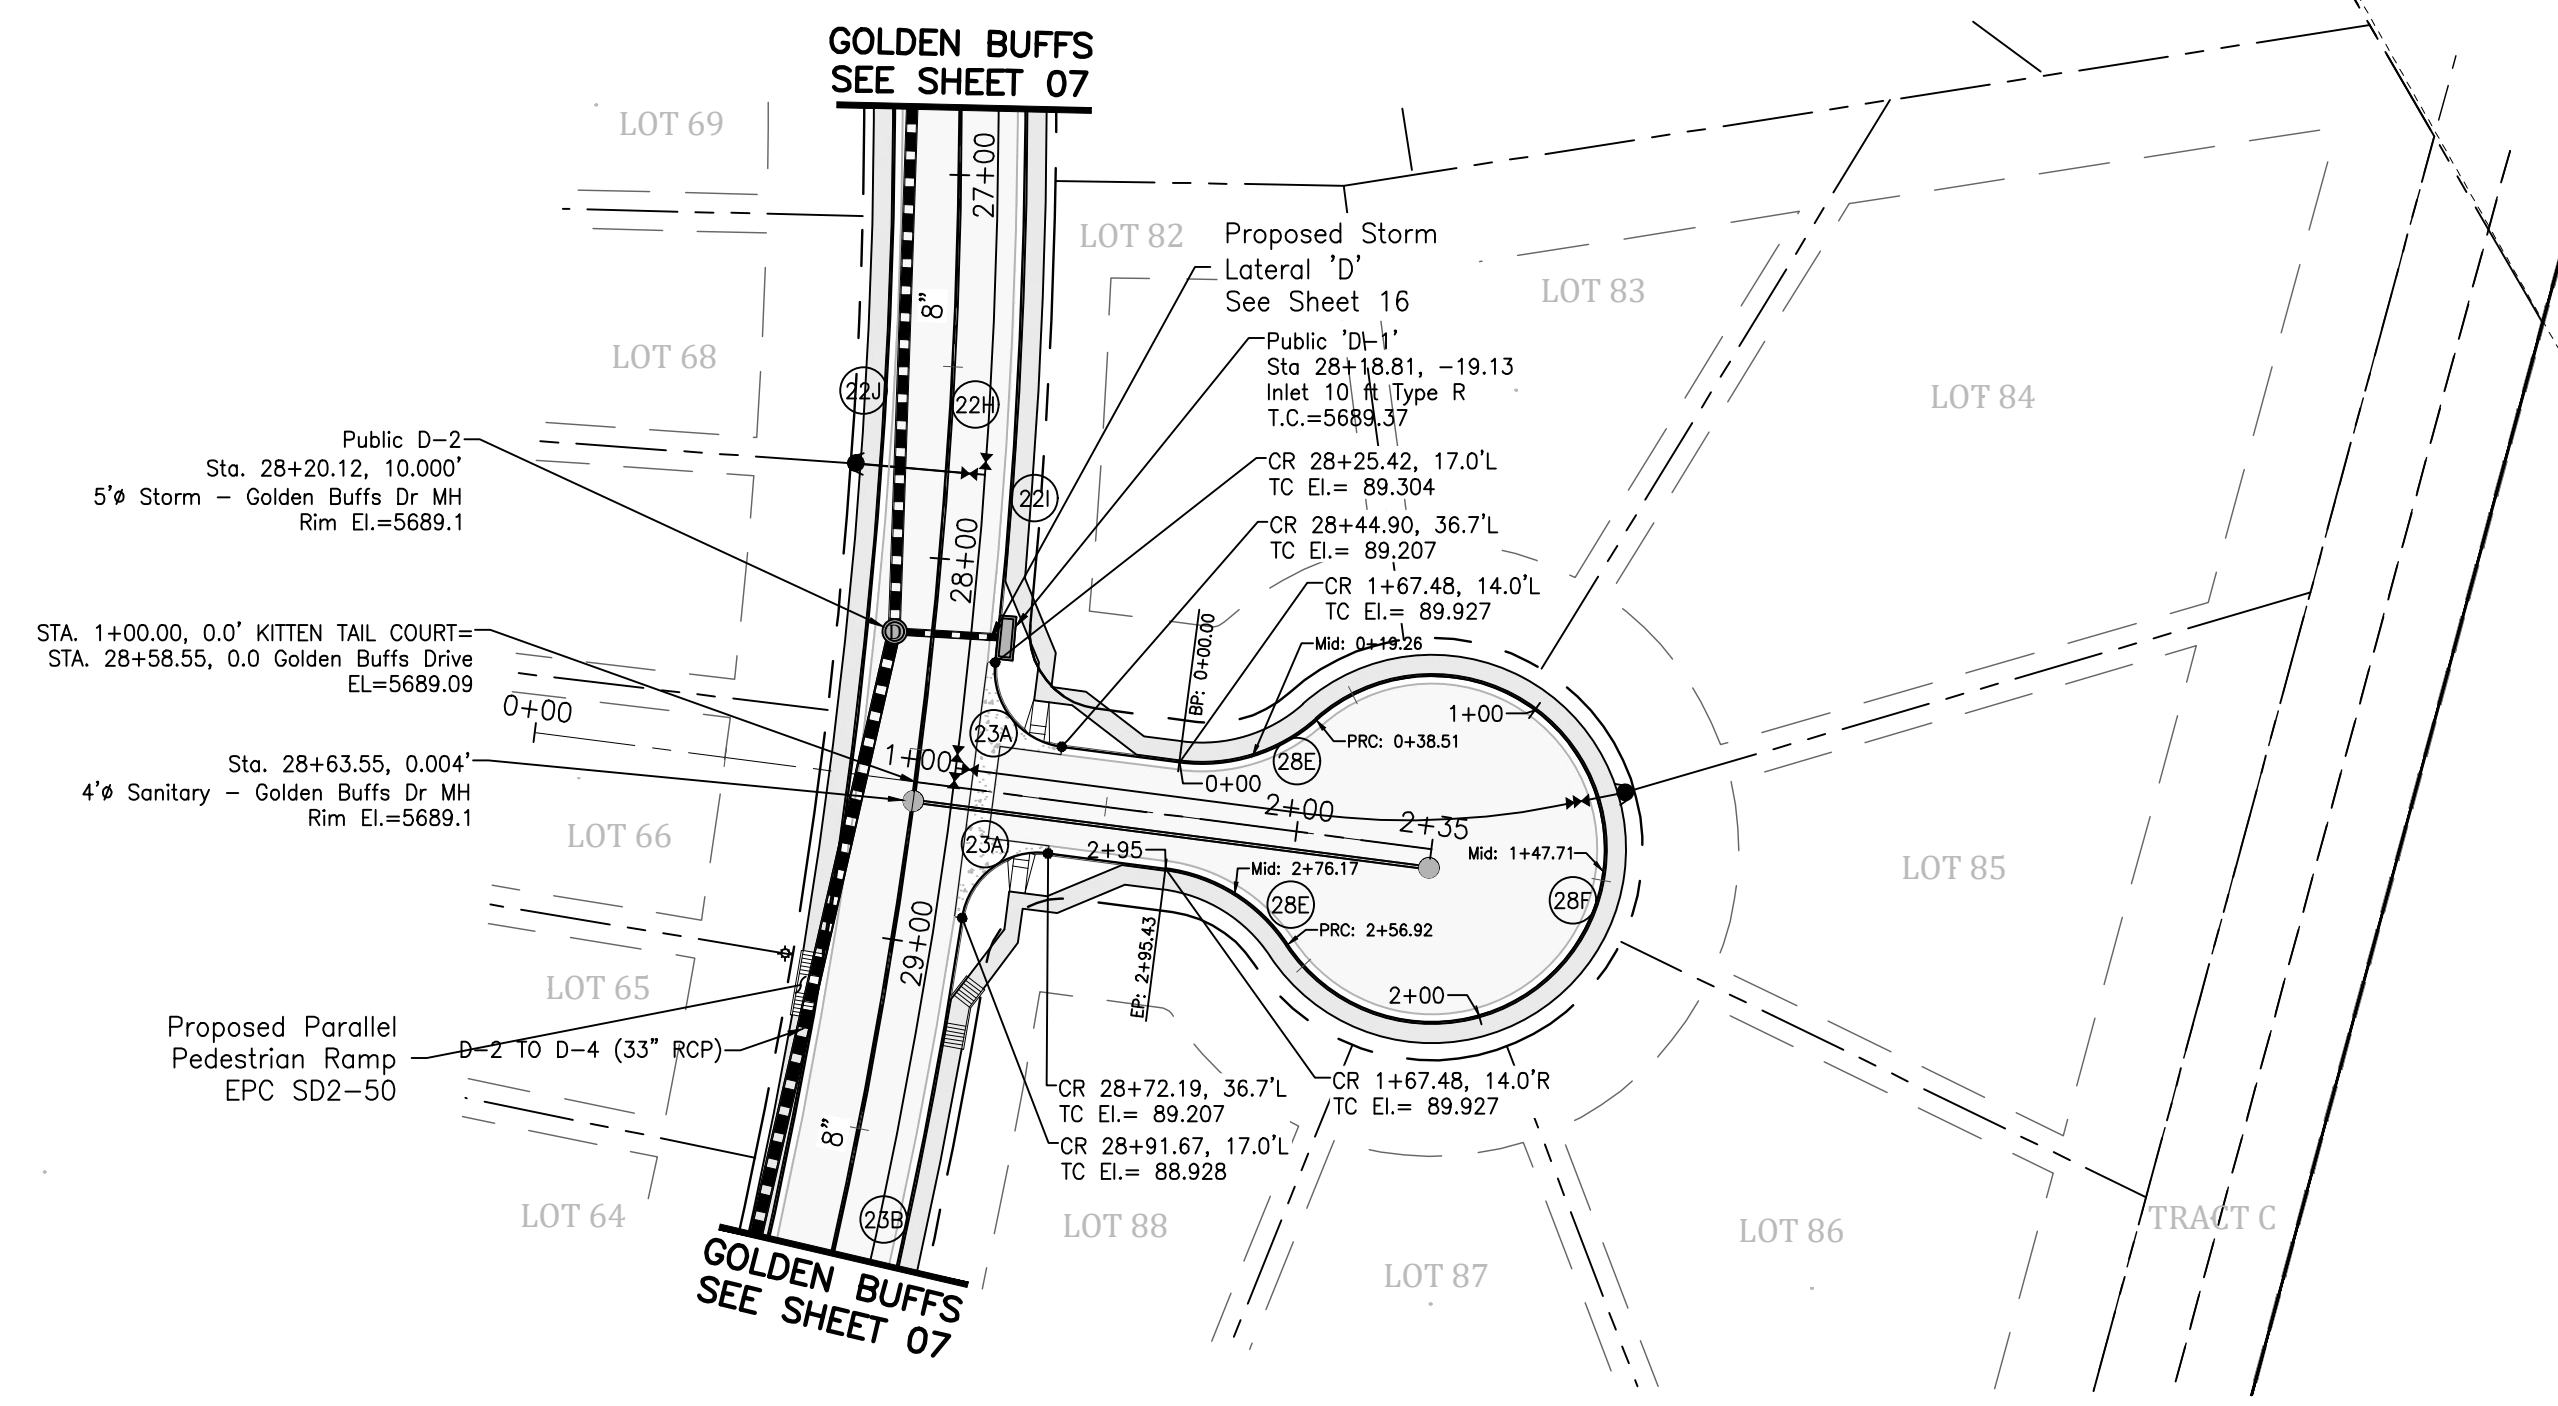 GOLDEN BUFFS
SEE SHEET 07
LOT 69
27+00
LOT 82
Proposed Storm
Lateral 'D'
See Sheet 16
LOT 83
8"
Public 'D-1'
Sta 28+18.81, -19.13
Inlet 10 ft Type R
T.C.=5689.37
LOT 68
22J
22H
LOT 84
Public D-2
Sta. 28+20.12, 10.000'
5'ø Storm - Golden Buffs Dr MH
Rim El.=5689.1
CR 28+25.42, 17.0'L
TC El.= 89.304
22I
CR 28+44.90, 36.7'L
TC El.= 89.207
28+00
CR 1+67.48, 14.0'L
TC El.= 89.927
D
STA. 1+00.00, 0.0' KITTEN TAIL COURT=
STA. 28+58.55, 0.0 Golden Buffs Drive
EL=5689.09
BP: 0+00.00
Mid: 0+19.26
0+00
1+00
23A
PRC: 0+38.51
28E
1+00
0+00
Sta. 28+63.55, 0.004'
4'ø Sanitary - Golden Buffs Dr MH
Rim El.=5689.1
2+00
2+35
LOT 66
23A
2+95
Mid: 2+76.17
Mid: 1+47.71
LOT 85
28E
28F
29+00
PRC: 2+56.92
EP: 2+95.43
LOT 65
2+00
Proposed Parallel
Pedestrian Ramp
EPC SD2-50
D-2 TO D-4 (33" RCP)
CR 28+72.19, 36.7'L
TC El.= 89.207
CR 1+67.48, 14.0'R
TC El.= 89.927
8"
CR 28+91.67, 17.0'L
TC El.= 88.928
LOT 64
23B
LOT 88
LOT 87
LOT 86
TRACT C
GOLDEN BUFFS
SEE SHEET 07